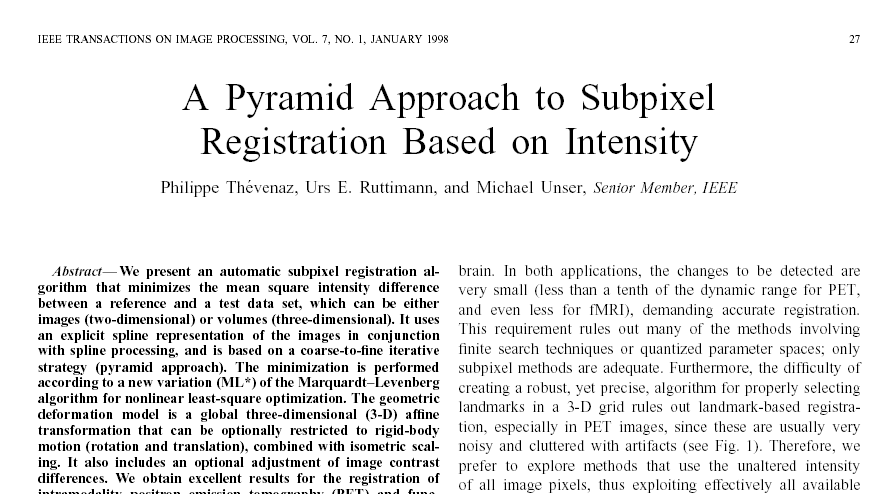 IEEE TRANSACTIONS ON IMAGE PROCESSING, VOL. 7, NO. 1, JANUARY 1998 27
A Pyramid Approach to Subpixel
Registration Based on Intensity
Philippe Thévenaz, Urs E. Ruttimann, and Michael Unser, Senior Member, IEEE
Abstract—We present an automatic subpixel registration al-
gorithm that minimizes the mean square intensity difference
between a reference and a test data set, which can be either
images (two-dimensional) or volumes (three-dimensional). It uses
an explicit spline representation of the images in conjunction
with spline processing, and is based on a coarse-to-fine iterative
strategy (pyramid approach). The minimization is performed
according to a new variation (ML*) of the Marquardt–Levenberg
algorithm for nonlinear least-square optimization. The geometric
deformation model is a global three-dimensional (3-D) affine
transformation that can be optionally restricted to rigid-body
motion (rotation and translation), combined with isometric scal-
ing. It also includes an optional adjustment of image contrast
differences. We obtain excellent results for the registration of
intramodality positron emission tomography (PET) and func-
brain. In both applications, the changes to be detected are
very small (less than a tenth of the dynamic range for PET,
and even less for fMRI), demanding accurate registration.
This requirement rules out many of the methods involving
finite search techniques or quantized parameter spaces; only
subpixel methods are adequate. Furthermore, the difficulty of
creating a robust, yet precise, algorithm for properly selecting
landmarks in a 3-D grid rules out landmark-based registra-
tion, especially in PET images, since these are usually very
noisy and cluttered with artifacts (see Fig. 1). Therefore, we
prefer to explore methods that use the unaltered intensity
of all image pixels, thus exploiting effectively all available